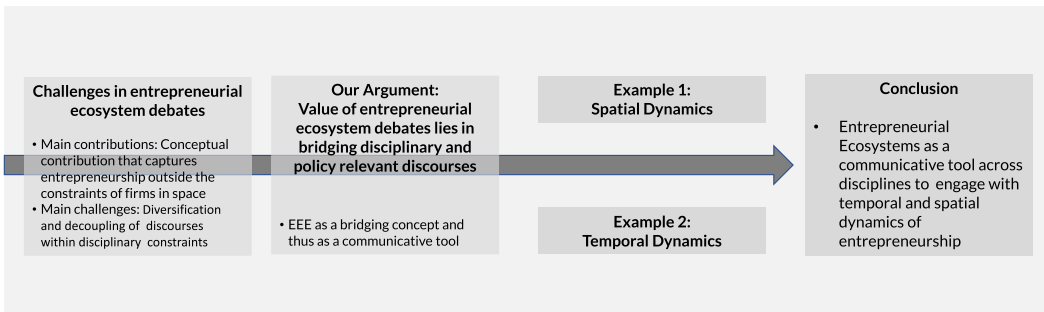 Challenges in entrepreneurial
ecosystem debates
• Main contributions: Conceptual
contribution that captures
entrepreneurship outside the
constraints of firms in space
• Main challenges: Diversification
and decoupling of discourses
within disciplinary constraints
Our Argument:
Value of entrepreneurial
ecosystem debates lies in
bridging disciplinary and
policy relevant discourses
• EEE as a bridging concept and
thus as a communicative tool
Example 1:
Spatial Dynamics
Example 2:
Temporal Dynamics
Conclusion
• Entrepreneurial
Ecosystems as a
communicative tool across
disciplines to engage with
temporal and spatial
dynamics of
entrepreneurship